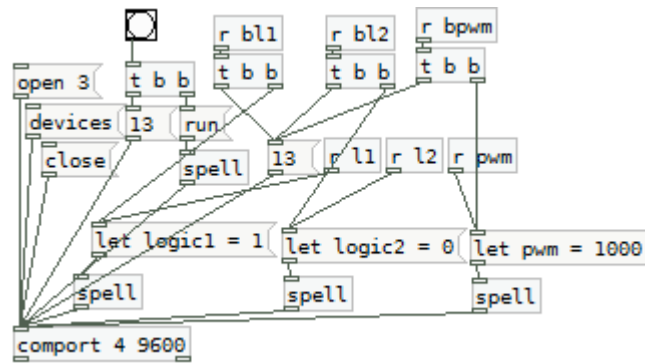 r bl1
r bl2
r bpwm
open 3
t b b
t b b
t b b
t b b
devices
13
run
close
spell
13
r l1
r l2
r pwm
let logic1 = 1
let logic2 = 0
let pwm = 1000
spell
spell
spell
comport 4 9600